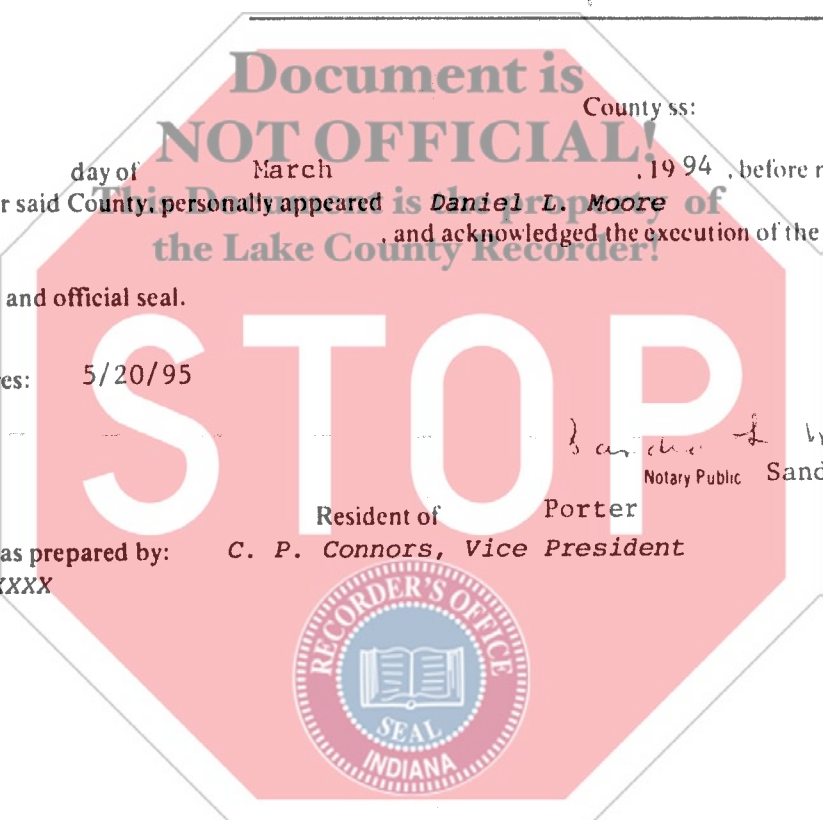 Document is
County ss:
NOT OFFICIAL!
day of March , 19 94 , before
This Document is the property of
r said County, personally appeared Daniel L. Moore
, and acknowledged the execution of the
the Lake County Recorder!
and official seal.
es: 5/20/95
STOP
Notary Public Sand
Resident of Porter
as prepared by: C. P. Connors, Vice President
XXXX
RECORDER'S OFFICE
SEAL
INDIANA